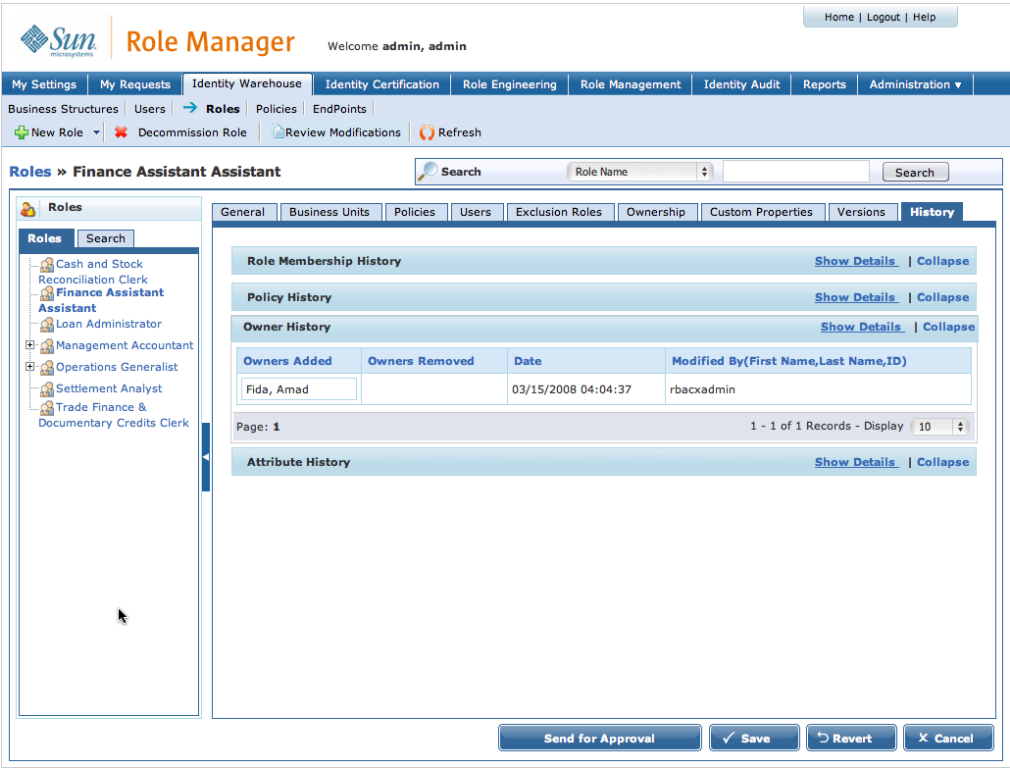 Home | Logout | Help
Sun microsystems
Role Manager
Welcome admin, admin
My Settings My Requests Identity Warehouse Identity Certification Role Engineering Role Management Identity Audit Reports Administration
Business Structures Users Roles Policies EndPoints
New Role Decommission Role Review Modifications Refresh
Roles » Finance Assistant Assistant
Search Role Name Search
Roles
Roles Search
Cash and Stock
Reconciliation Clerk
Finance Assistant
Assistant
Loan Administrator
Management Accountant
Operations Generalist
Settlement Analyst
Trade Finance &
Documentary Credits Clerk
General Business Units Policies Users Exclusion Roles Ownership Custom Properties Versions History
Role Membership History Show Details | Collapse
Policy History Show Details | Collapse
Owner History Show Details | Collapse
Owners Added Owners Removed Date Modified By(First Name,Last Name,ID)
Fida, Amad 03/15/2008 04:04:37 rbacxadmin
Page: 1 1 - 1 of 1 Records - Display 10
Attribute History Show Details | Collapse
Send for Approval Save Revert X Cancel